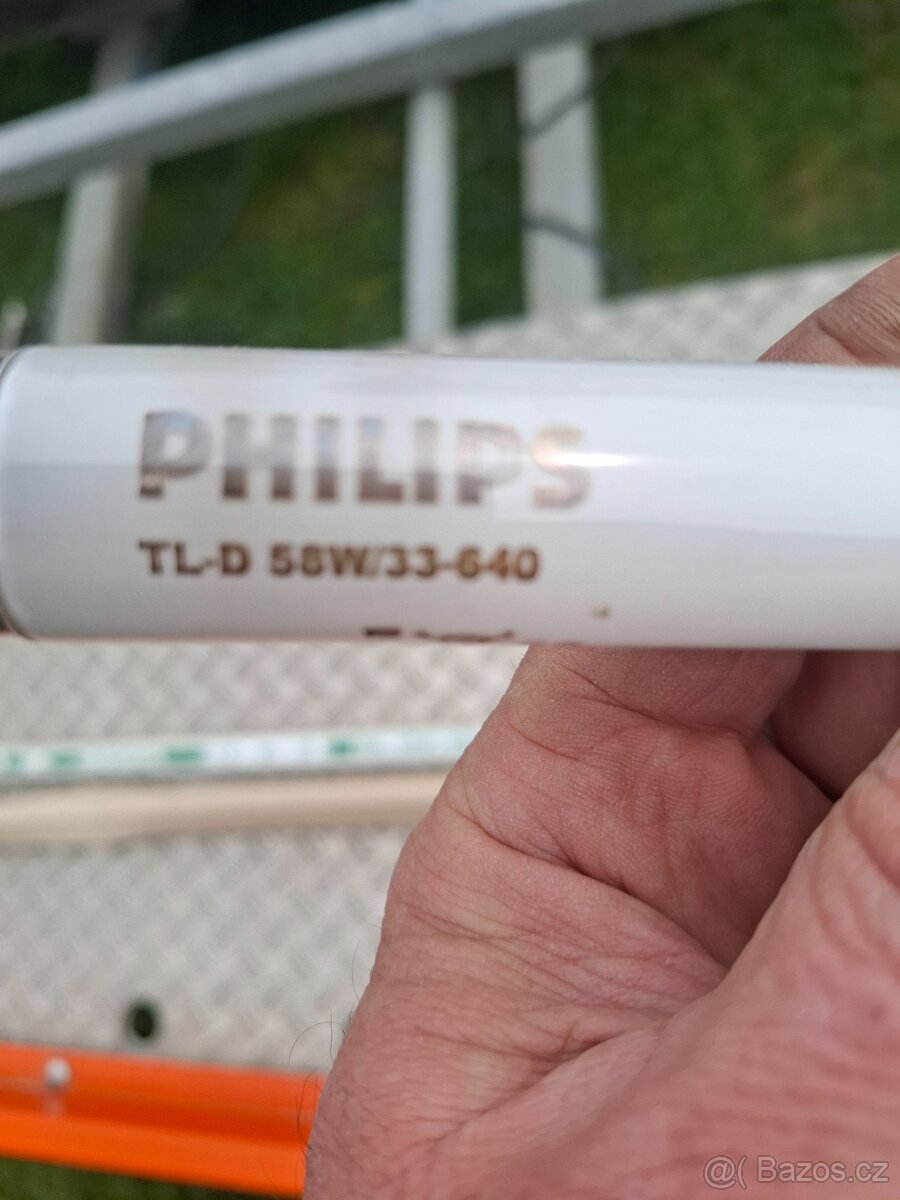 PHILIPS
TL-D 58W/33-640
@( Bazos.cz